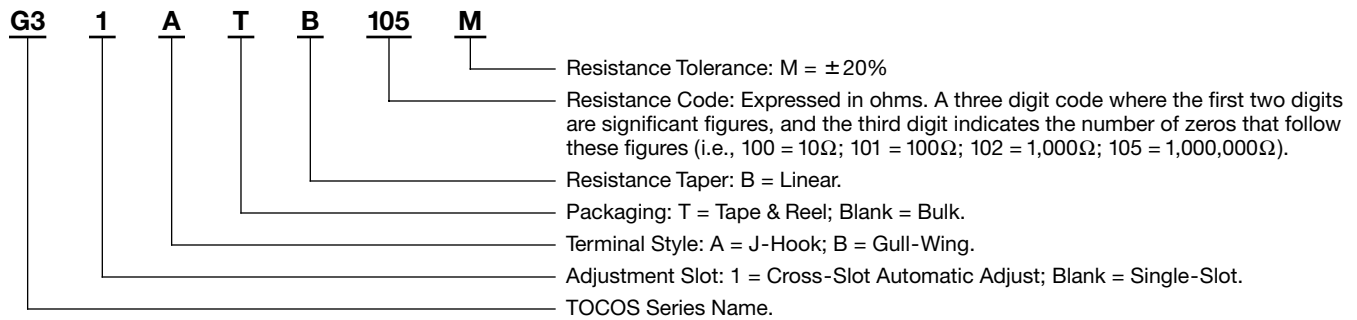 G3 1 A T B 105 M
Resistance Tolerance: M = ±20%
Resistance Code: Expressed in ohms. A three digit code where the first two digits
are significant figures, and the third digit indicates the number of zeros that follow
these figures (i.e., 100 = 10Ω; 101 = 100Ω; 102 = 1,000Ω; 105 = 1,000,000Ω).
Resistance Taper: B = Linear.
Packaging: T = Tape & Reel; Blank = Bulk.
Terminal Style: A = J-Hook; B = Gull-Wing.
Adjustment Slot: 1 = Cross-Slot Automatic Adjust; Blank = Single-Slot.
TOCOS Series Name.